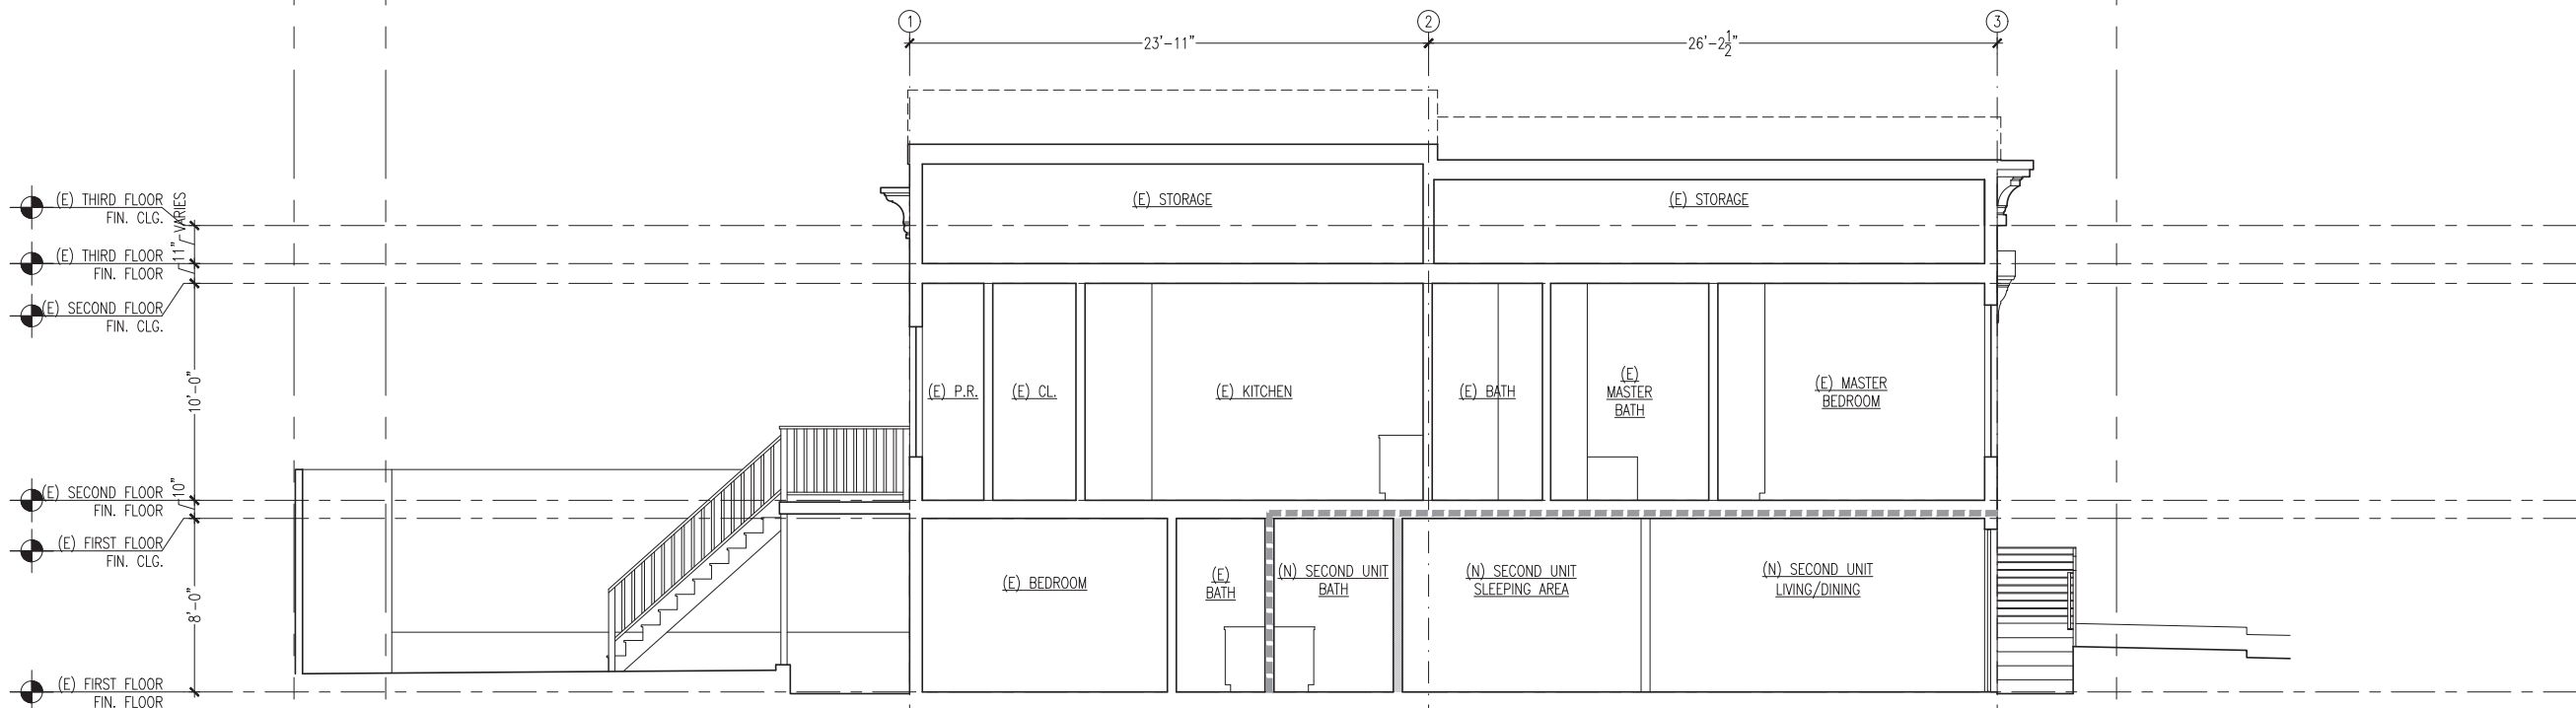 1
2
3
23'-11"
26'-2 1/2"
(E) THIRD FLOOR
FIN. CLG.
VARIES
(E) STORAGE
(E) STORAGE
11"
(E) THIRD FLOOR
FIN. FLOOR
(E) SECOND FLOOR
FIN. CLG.
10'-0"
(E) P.R.
(E) CL.
(E) KITCHEN
(E) BATH
(E)
MASTER
BATH
(E) MASTER
BEDROOM
(E) SECOND FLOOR
FIN. FLOOR
10"
(E) FIRST FLOOR
FIN. CLG.
8'-0"
(E) BEDROOM
(E)
BATH
(N) SECOND UNIT
BATH
(N) SECOND UNIT
SLEEPING AREA
(N) SECOND UNIT
LIVING/DINING
(E) FIRST FLOOR
FIN. FLOOR